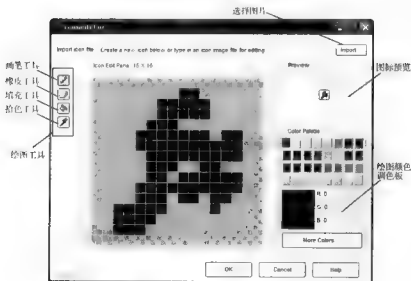 选择图片
Import icon file  Create a new icon below or type in an icon image file for editing
Import
Icon Edit Pane  16 X 16
Preview
画笔工具
橡皮工具
填充工具
拾色工具
绘图工具
图标预览
Color Palette
绘图颜色
调色板
R: 0
G: 0
B: 0
More Colors
OK
Cancel
Help